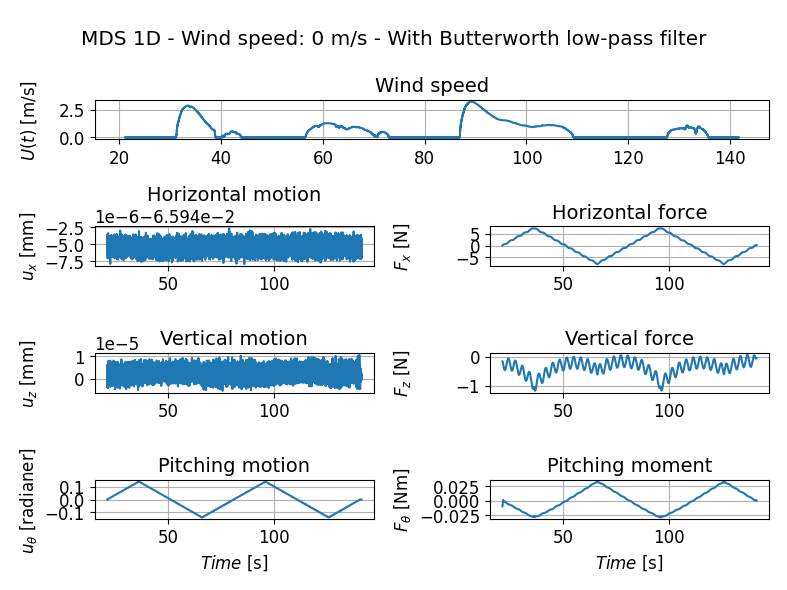 MDS 1D - Wind speed: 0 m/s - With Butterworth low-pass filter
Wind speed
U(t) [m/s]
2.5
0.0
20 40 60 80 100 120 140
Horizontal motion
1e−6−6.594e−2
u_x [mm]
−2.5
−5.0
−7.5
50 100
Horizontal force
F_x [N]
5
0
−5
50 100
Vertical motion
1e−5
u_z [mm]
1
0
50 100
Vertical force
F_z [N]
0
−1
50 100
Pitching motion
u_θ [radianer]
0.1
0.0
−0.1
50 100
Time [s]
Pitching moment
F_θ [Nm]
0.025
0.000
−0.025
50 100
Time [s]